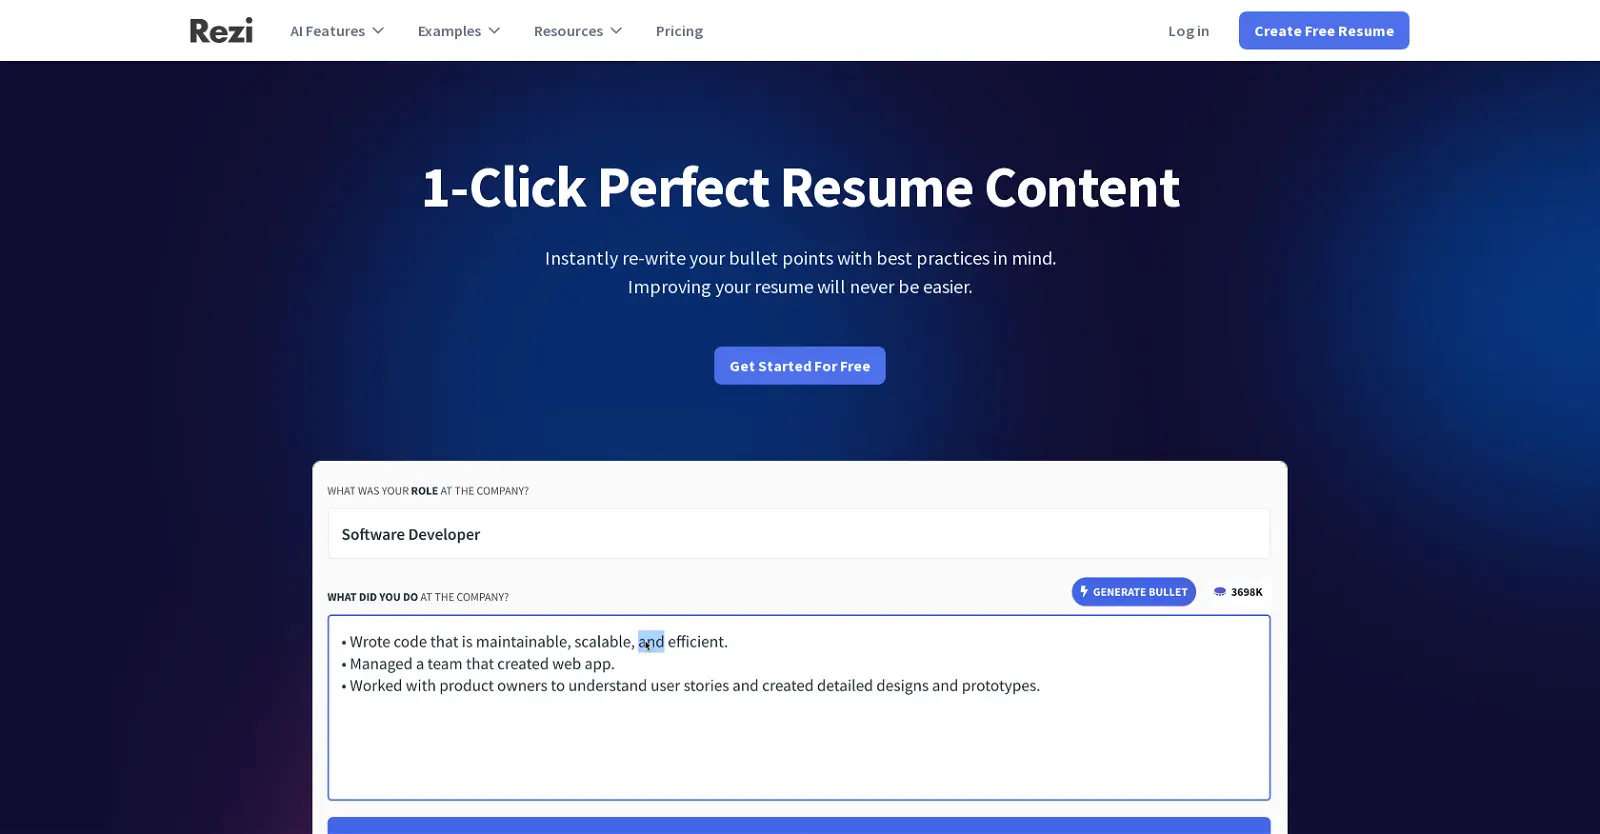 Rezi AI Features Examples Resources Pricing Log in Create Free Resume
1-Click Perfect Resume Content
Instantly re-write your bullet points with best practices in mind.
Improving your resume will never be easier.
Get Started For Free
WHAT WAS YOUR ROLE AT THE COMPANY?
Software Developer
WHAT DID YOU DO AT THE COMPANY? GENERATE BULLET 3698K
• Wrote code that is maintainable, scalable, and efficient.
• Managed a team that created web app.
• Worked with product owners to understand user stories and created detailed designs and prototypes.